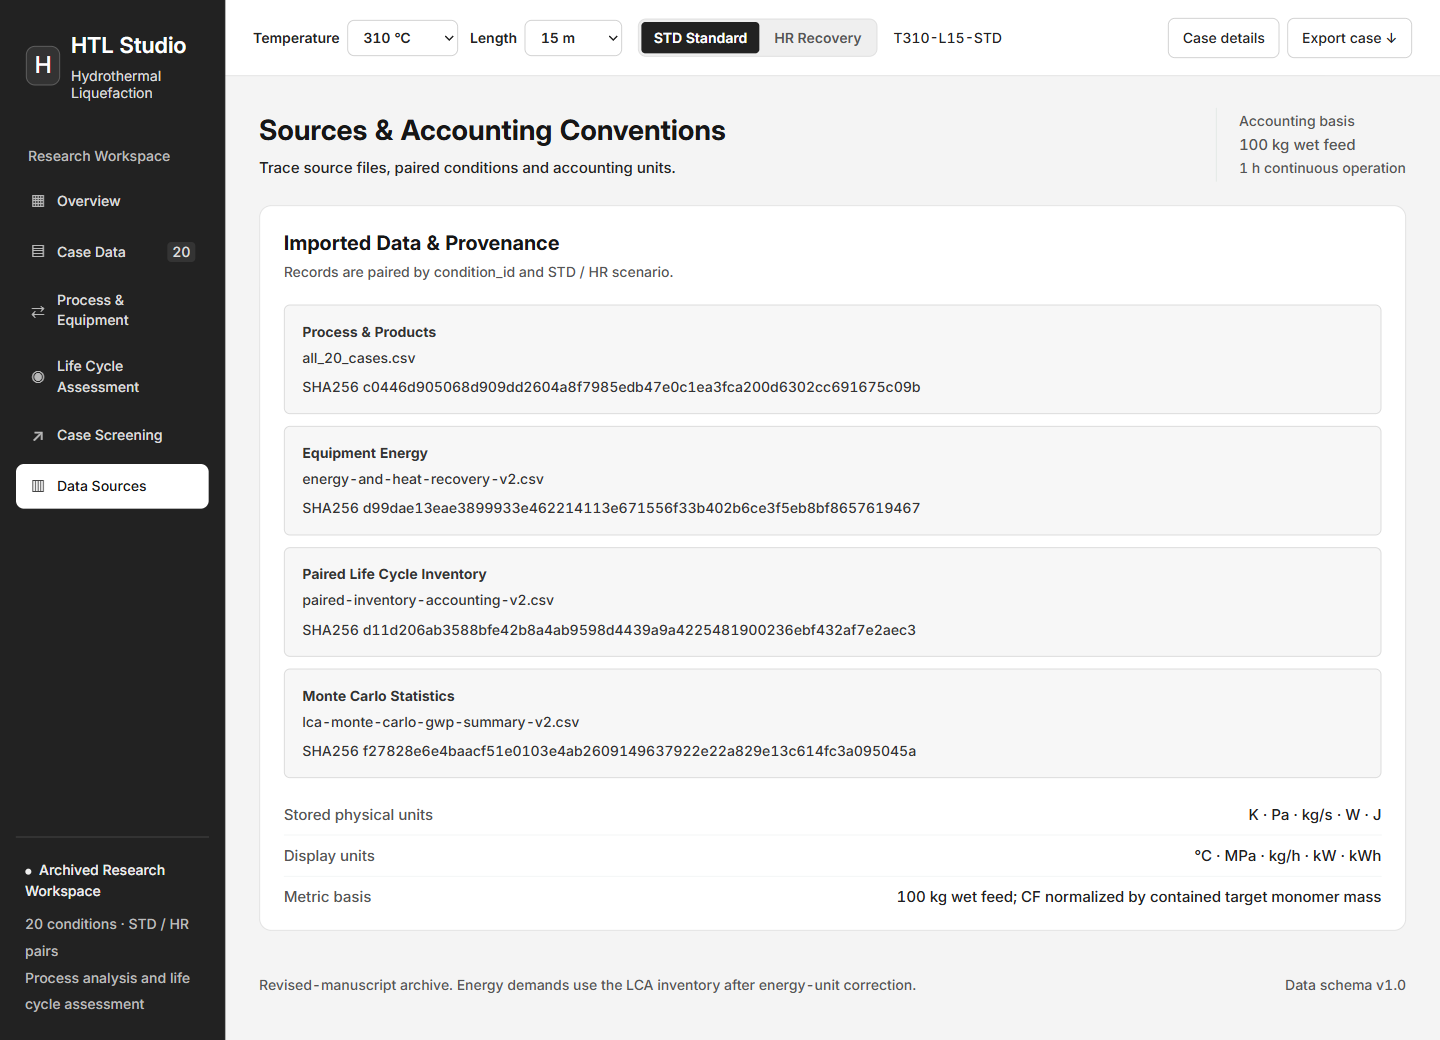 H
HTL Studio
Hydrothermal
Liquefaction
Research Workspace
Overview
Case Data 20
Process &
Equipment
Life Cycle
Assessment
Case Screening
Data Sources
Archived Research
Workspace
20 conditions · STD / HR
pairs
Process analysis and life
cycle assessment
Temperature 310 °C Length 15 m STD Standard HR Recovery T310-L15-STD Case details Export case ↓
Sources & Accounting Conventions
Trace source files, paired conditions and accounting units.
Accounting basis
100 kg wet feed
1 h continuous operation
Imported Data & Provenance
Records are paired by condition_id and STD / HR scenario.
Process & Products
all_20_cases.csv
SHA256 c0446d905068d909dd2604a8f7985edb47e0c1ea3fca200d6302cc691675c09b
Equipment Energy
energy-and-heat-recovery-v2.csv
SHA256 d99dae13eae3899933e462214113e671556f33b402b6ce3f5eb8bf8657619467
Paired Life Cycle Inventory
paired-inventory-accounting-v2.csv
SHA256 d11d206ab3588bfe42b8a4ab9598d4439a9a4225481900236ebf432af7e2aec3
Monte Carlo Statistics
lca-monte-carlo-gwp-summary-v2.csv
SHA256 f27828e6e4baacf51e0103e4ab2609149637922e22a829e13c614fc3a095045a
Stored physical units K · Pa · kg/s · W · J
Display units °C · MPa · kg/h · kW · kWh
Metric basis 100 kg wet feed; CF normalized by contained target monomer mass
Revised-manuscript archive. Energy demands use the LCA inventory after energy-unit correction. Data schema v1.0